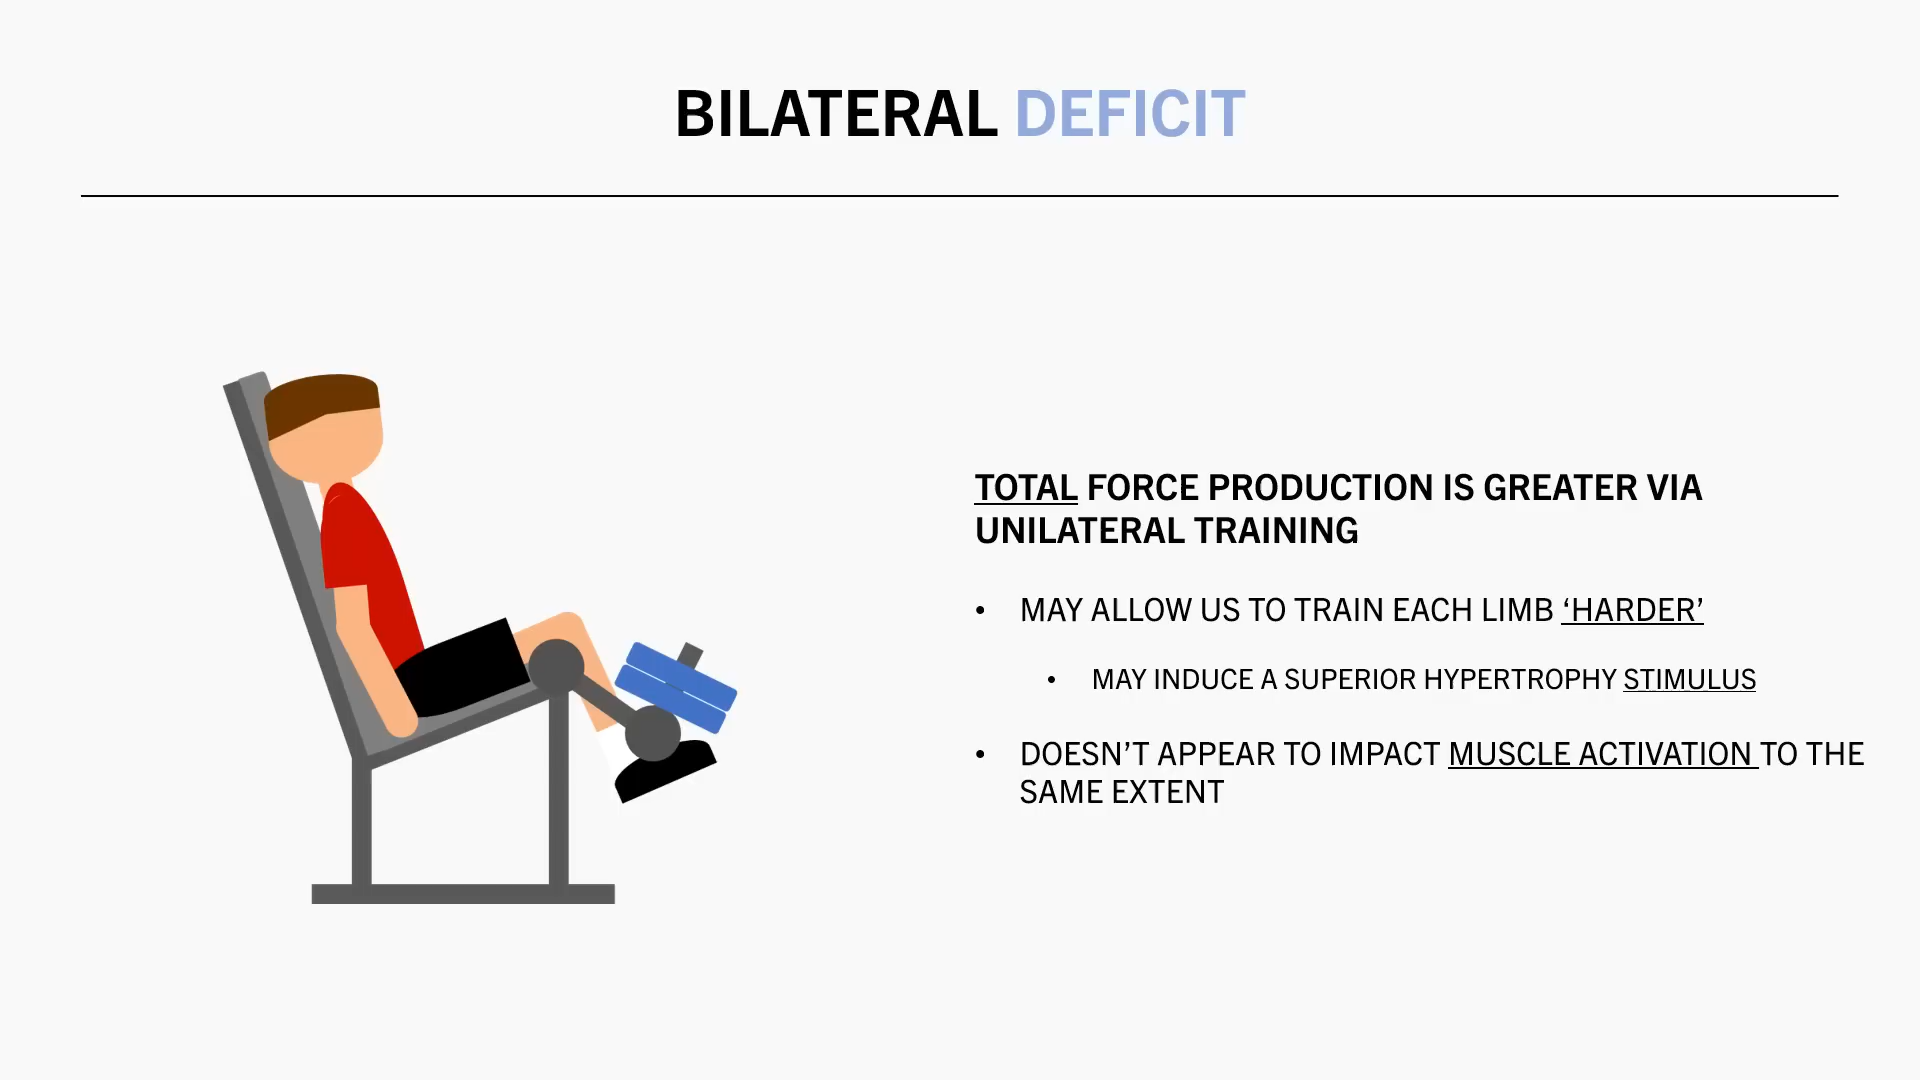 BILATERAL DEFICIT
TOTAL FORCE PRODUCTION IS GREATER VIA
UNILATERAL TRAINING
• MAY ALLOW US TO TRAIN EACH LIMB ‘HARDER’
• MAY INDUCE A SUPERIOR HYPERTROPHY STIMULUS
• DOESN’T APPEAR TO IMPACT MUSCLE ACTIVATION TO THE
SAME EXTENT